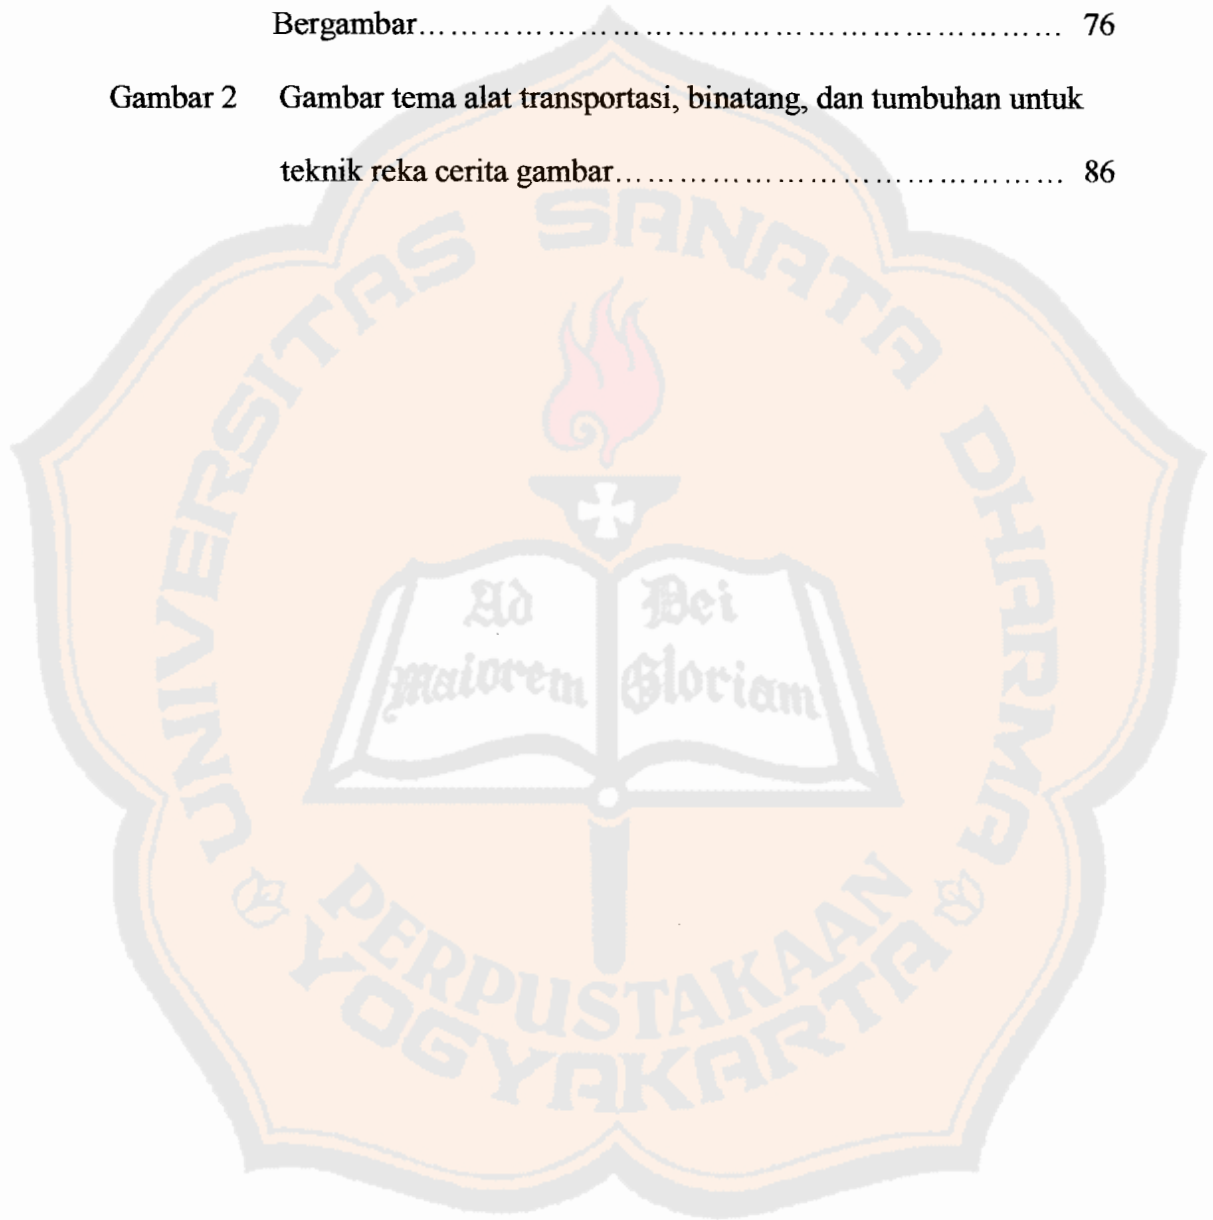 Bergambar………………………………………………… 76
Gambar 2 Gambar tema alat transportasi, binatang, dan tumbuhan untuk
teknik reka cerita gambar………………………………… 86
UNIVERSITAS SANATA DHARMA
Ad Dei
Maiorem Gloriam
PERPUSTAKAAN
YOGYAKARTA